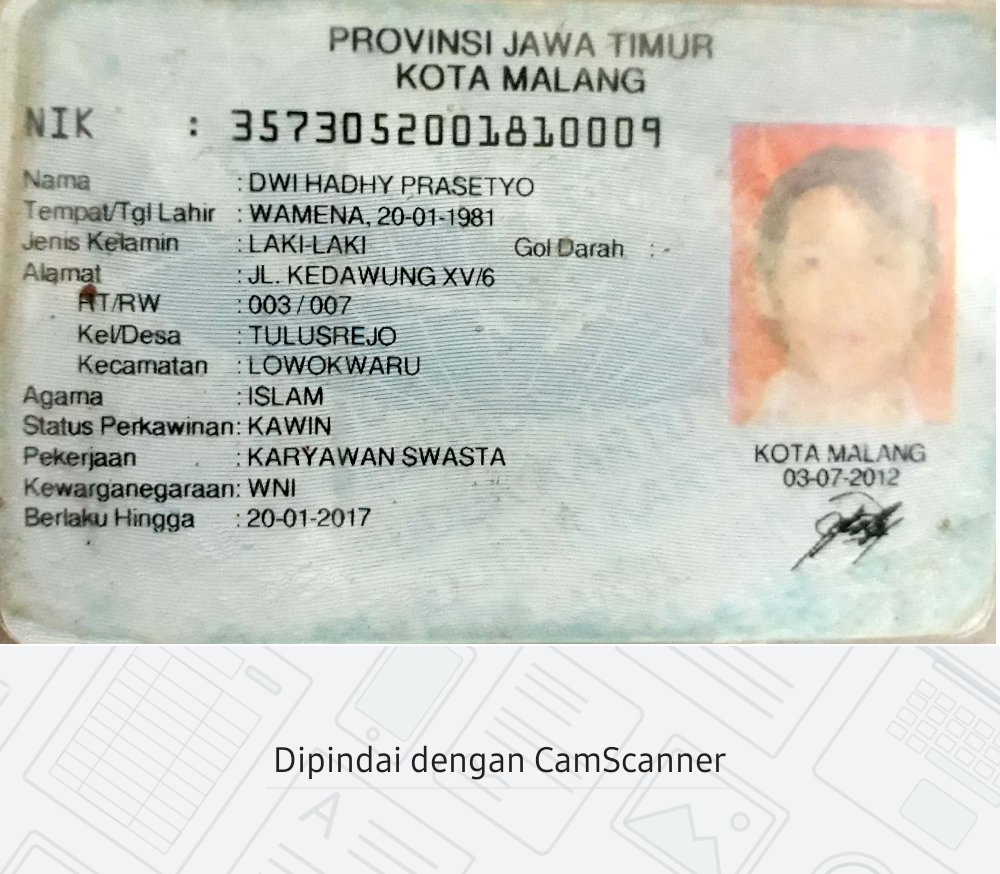 PROVINSI JAWA TIMUR
KOTA MALANG
NIK : 3573052001810009
Nama : DWI HADHY PRASETYO
Tempat/Tgl Lahir : WAMENA, 20-01-1981
Jenis Kelamin : LAKI-LAKI Gol Darah : -
Alamat : JL. KEDAWUNG XV/6
RT/RW : 003 / 007
Kel/Desa : TULUSREJO
Kecamatan : LOWOKWARU
Agama : ISLAM
Status Perkawinan: KAWIN
Pekerjaan : KARYAWAN SWASTA
Kewarganegaraan: WNI
Berlaku Hingga : 20-01-2017
KOTA MALANG
03-07-2012
Dipindai dengan CamScanner